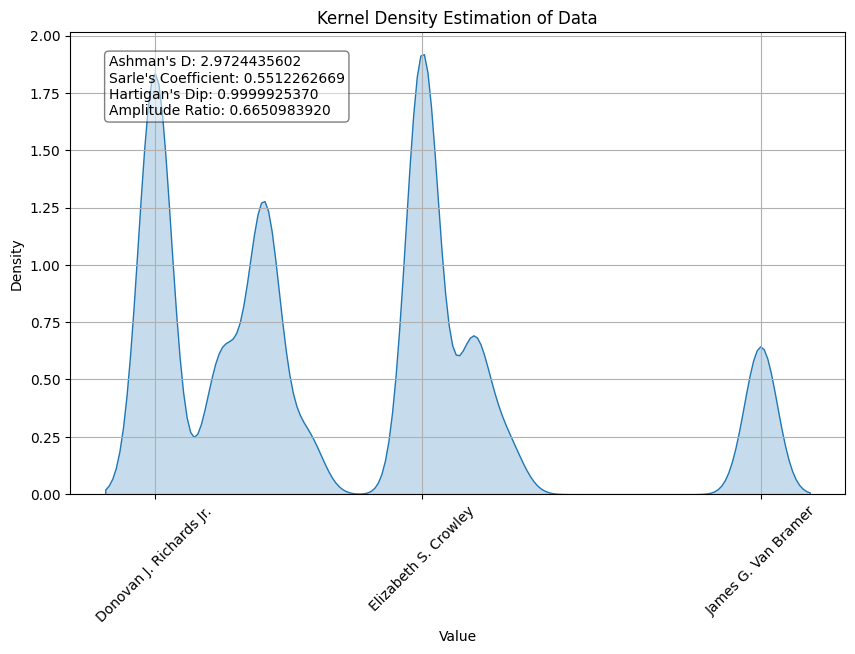 Kernel Density Estimation of Data
Ashman's D: 2.9724435602
Sarle's Coefficient: 0.5512262669
Hartigan's Dip: 0.9999925370
Amplitude Ratio: 0.6650983920
Density
2.00
1.75
1.50
1.25
1.00
0.75
0.50
0.25
0.00
Donovan J. Richards Jr.
Elizabeth S. Crowley
James G. Van Bramer
Value